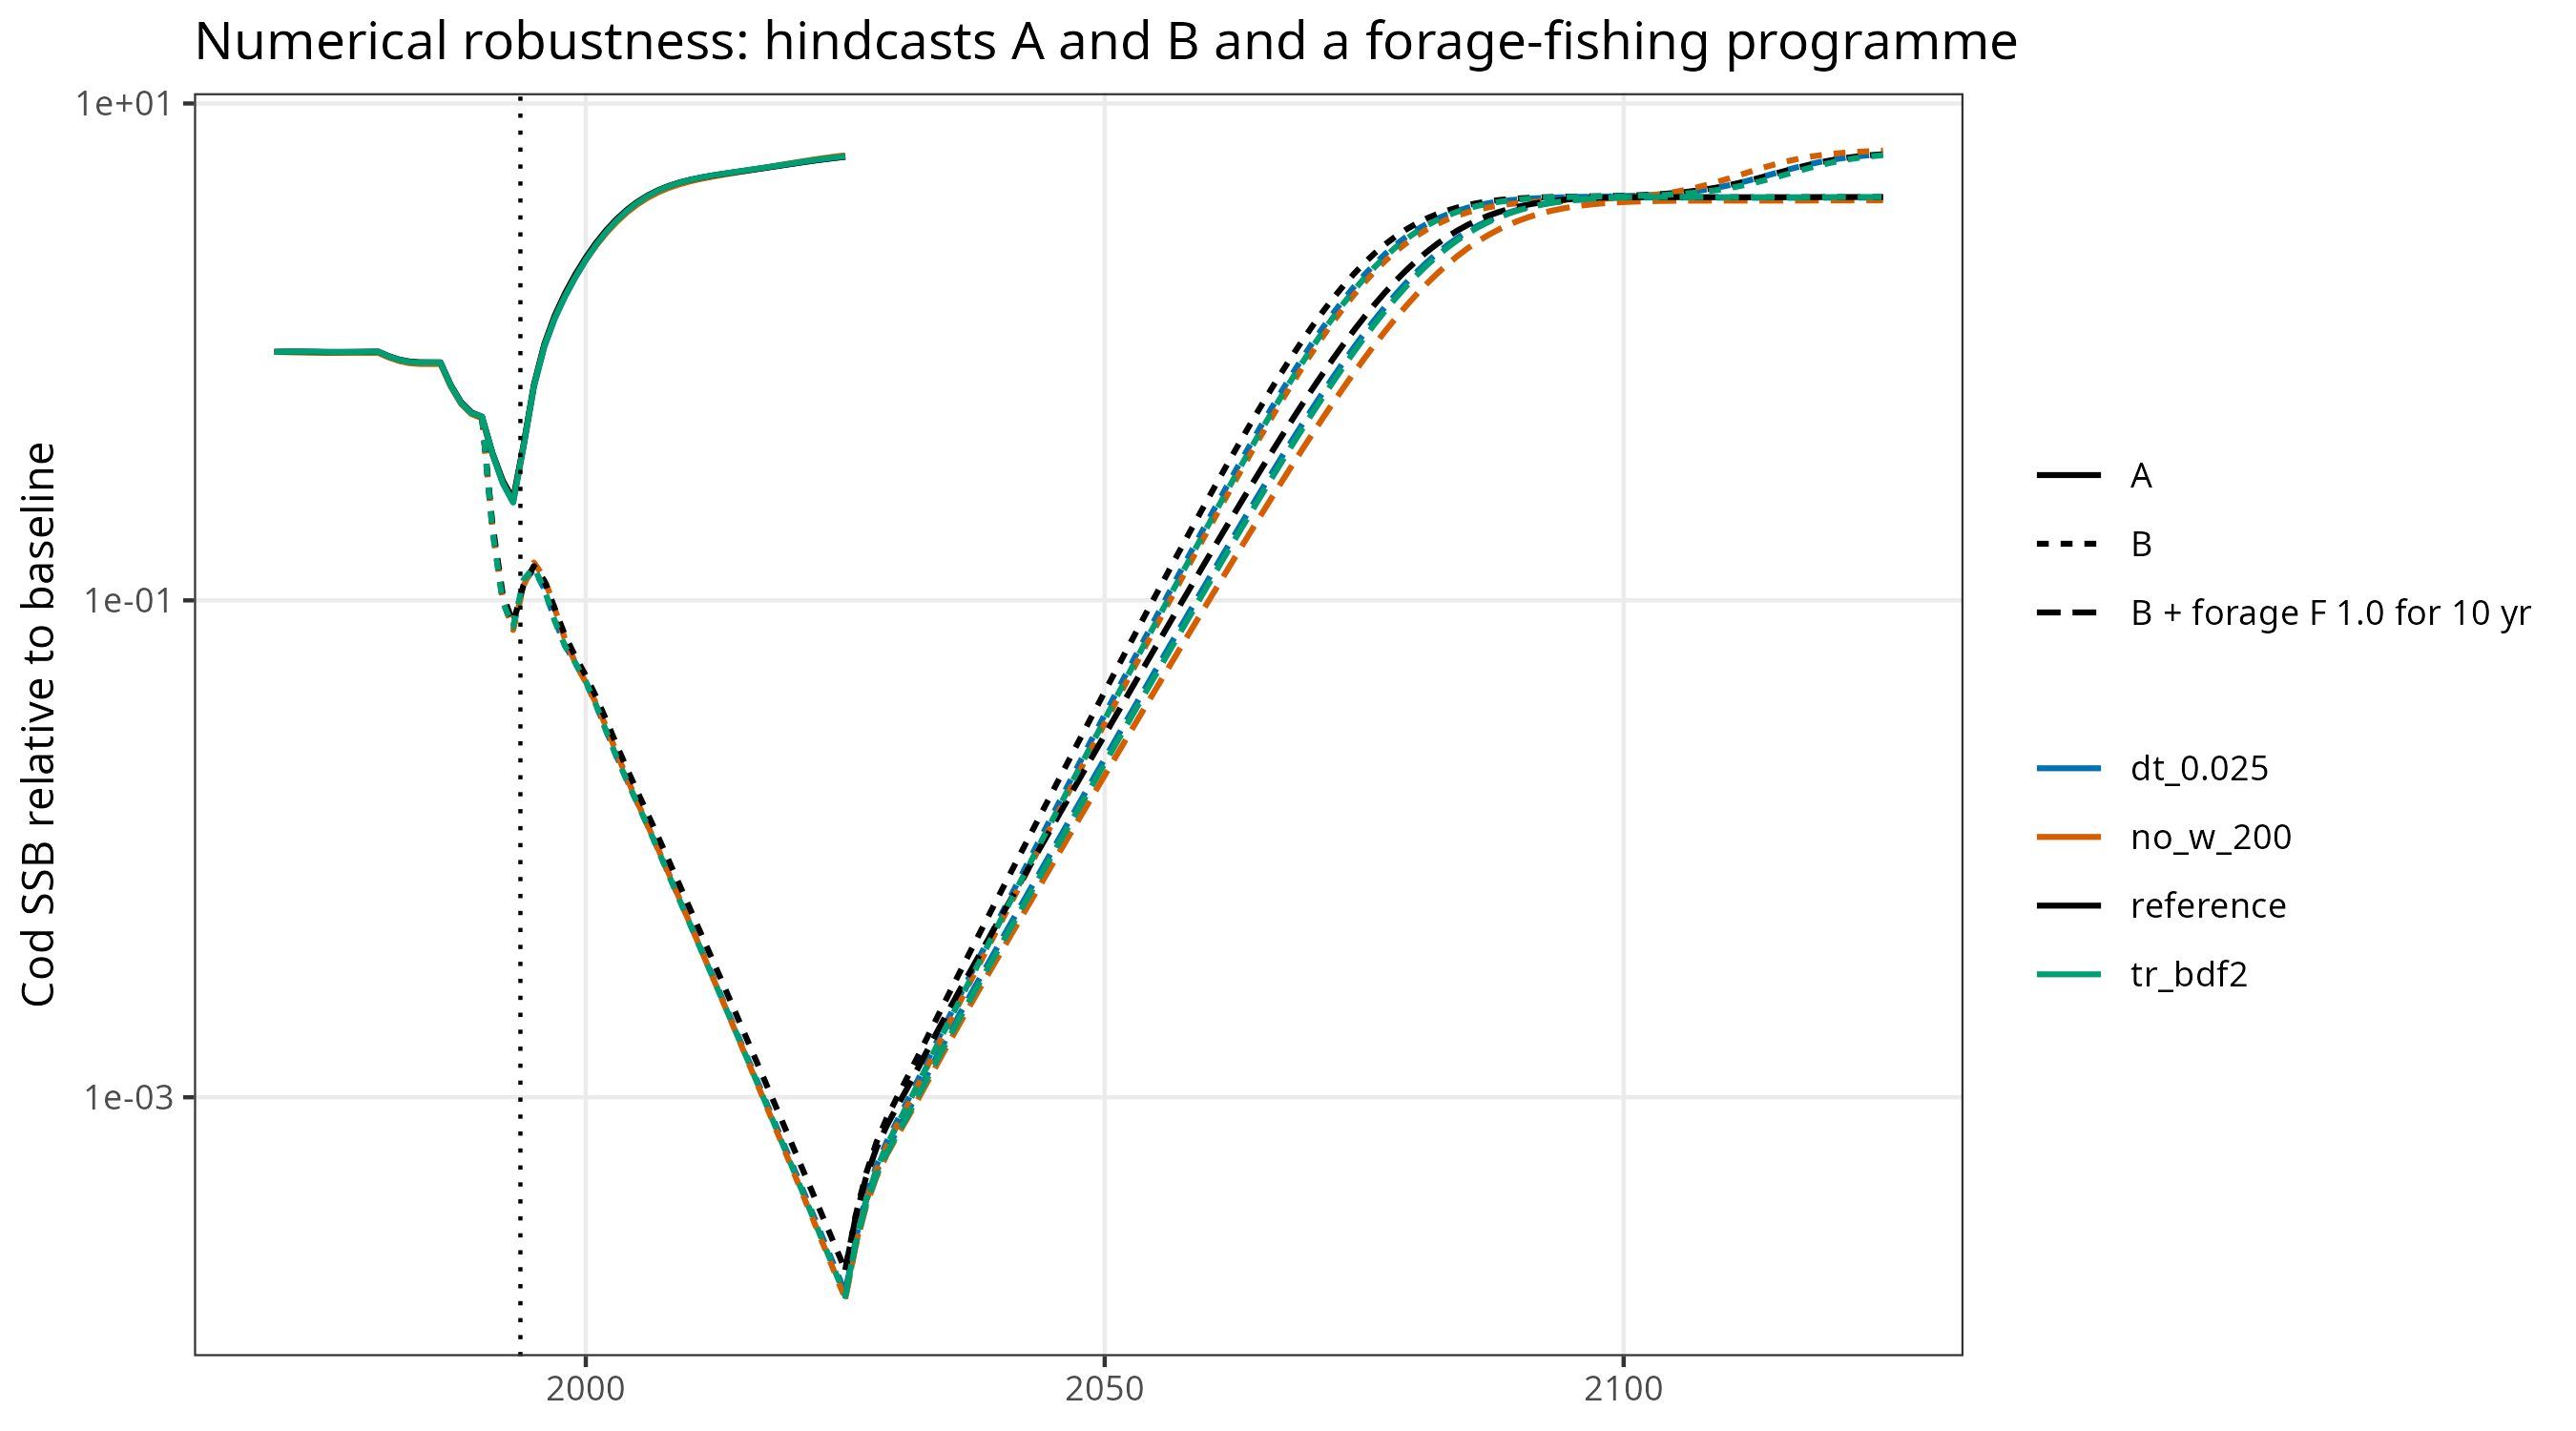 Numerical robustness: hindcasts A and B and a forage-fishing programme
Cod SSB relative to baseline
1e+01
1e-01
1e-03
2000
2050
2100
A
B
B + forage F 1.0 for 10 yr
dt_0.025
no_w_200
reference
tr_bdf2